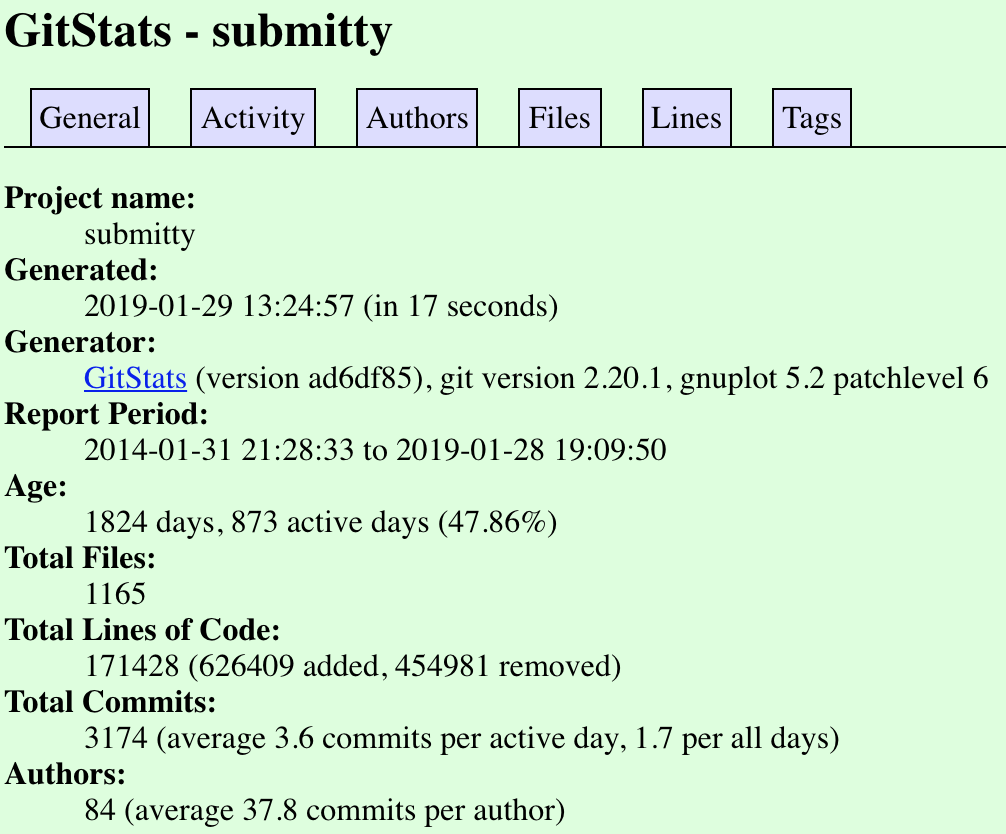 GitStats - submitty
General Activity Authors Files Lines Tags
Project name:
submitty
Generated:
2019-01-29 13:24:57 (in 17 seconds)
Generator:
GitStats (version ad6df85), git version 2.20.1, gnuplot 5.2 patchlevel 6
Report Period:
2014-01-31 21:28:33 to 2019-01-28 19:09:50
Age:
1824 days, 873 active days (47.86%)
Total Files:
1165
Total Lines of Code:
171428 (626409 added, 454981 removed)
Total Commits:
3174 (average 3.6 commits per active day, 1.7 per all days)
Authors:
84 (average 37.8 commits per author)